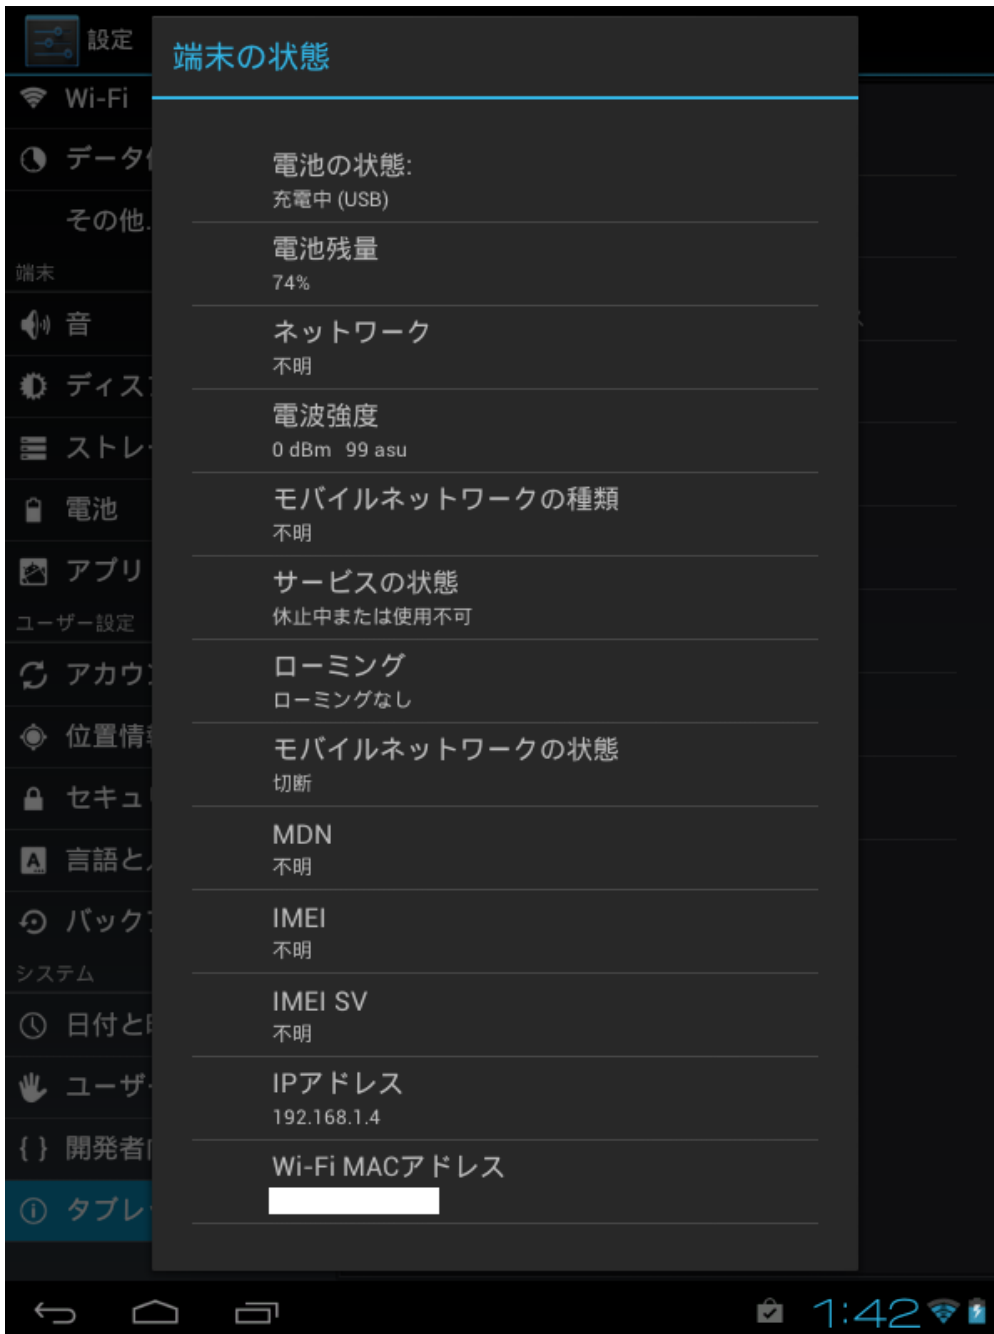 設定
端末の状態
Wi-Fi
データ
その他
端末
音
ディス
ストレ
電池
アプリ
ユーザー設定
アカウ
位置情
セキュ
言語と
バック
システム
日付と
ユーザ
{ } 開発者
タブレ
電池の状態:
充電中 (USB)
電池残量
74%
ネットワーク
不明
電波強度
0 dBm 99 asu
モバイルネットワークの種類
不明
サービスの状態
休止中または使用不可
ローミング
ローミングなし
モバイルネットワークの状態
切断
MDN
不明
IMEI
不明
IMEI SV
不明
IPアドレス
192.168.1.4
Wi-Fi MACアドレス
1:42